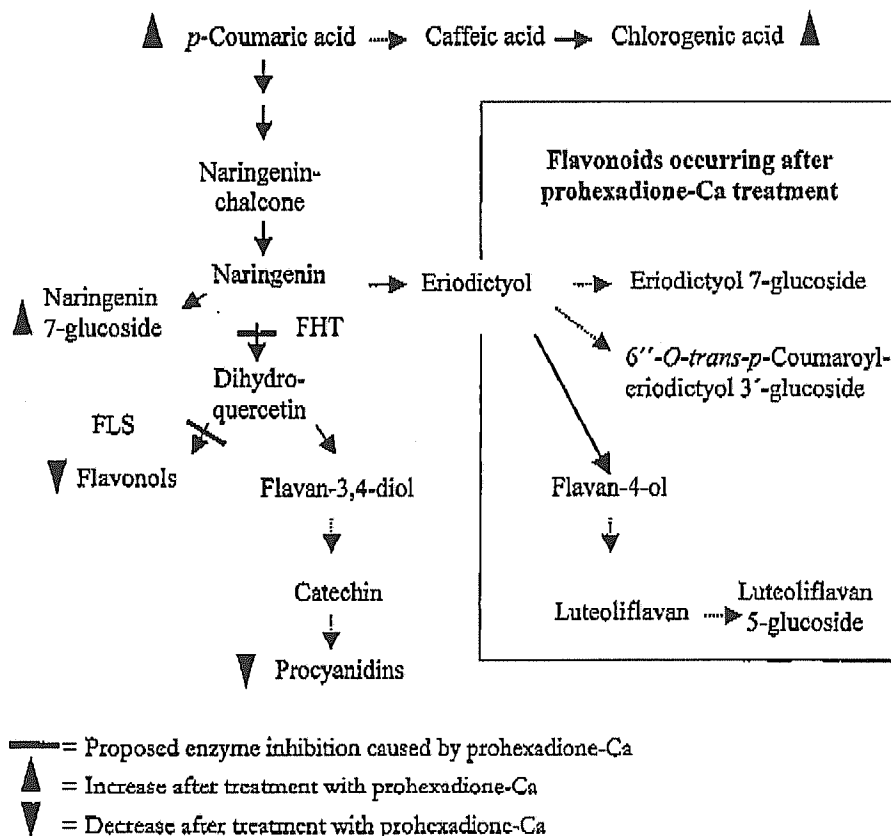 p-Coumaric acid
Caffeic acid
Chlorogenic acid
Flavonoids occurring after
prohexadione-Ca treatment
Naringenin-
chalcone
Naringenin
Eriodictyol
Eriodictyol 7-glucoside
Naringenin
7-glucoside
FHT
6′′-O-trans-p-Coumaroyl-
eriodictyol 3´-glucoside
Dihydro-
quercetin
FLS
Flavonols
Flavan-3,4-diol
Flavan-4-ol
Catechin
Luteoliflavan
Luteoliflavan
5-glucoside
Procyanidins
= Proposed enzyme inhibition caused by prohexadione-Ca
= Increase after treatment with prohexadione-Ca
= Decrease after treatment with prohexadione-Ca